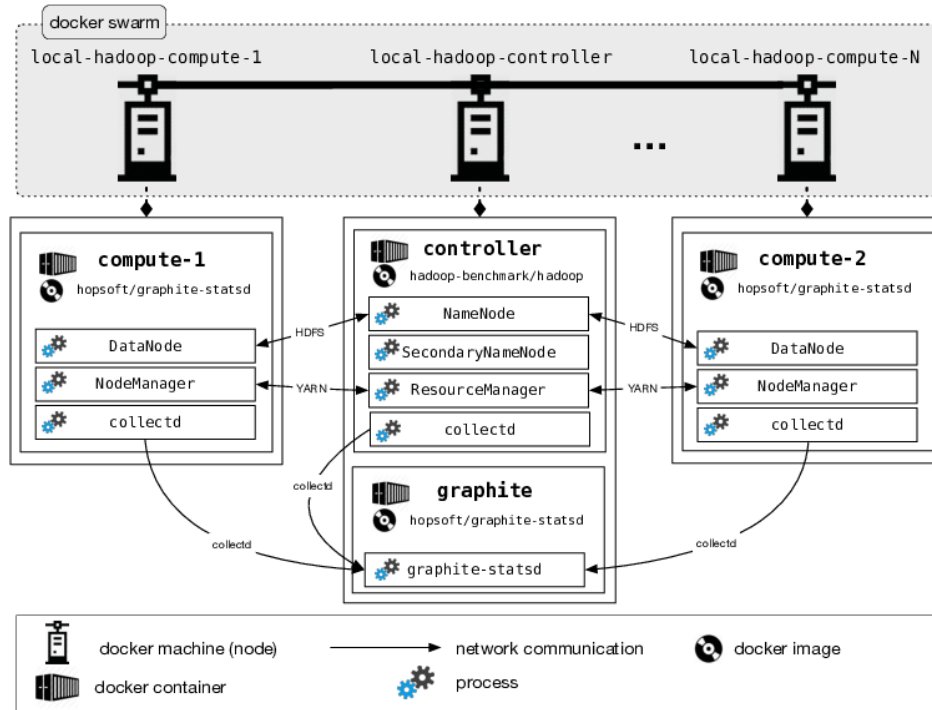 docker swarm
local-hadoop-compute-1
local-hadoop-controller
local-hadoop-compute-N
...
compute-1
hopsoft/graphite-statsd
DataNode
NodeManager
collectd
controller
hadoop-benchmark/hadoop
NameNode
SecondaryNameNode
ResourceManager
collectd
compute-2
hopsoft/graphite-statsd
DataNode
NodeManager
collectd
HDFS
HDFS
YARN
YARN
collectd
collectd
collectd
graphite
hopsoft/graphite-statsd
graphite-statsd
docker machine (node)
network communication
docker image
docker container
process